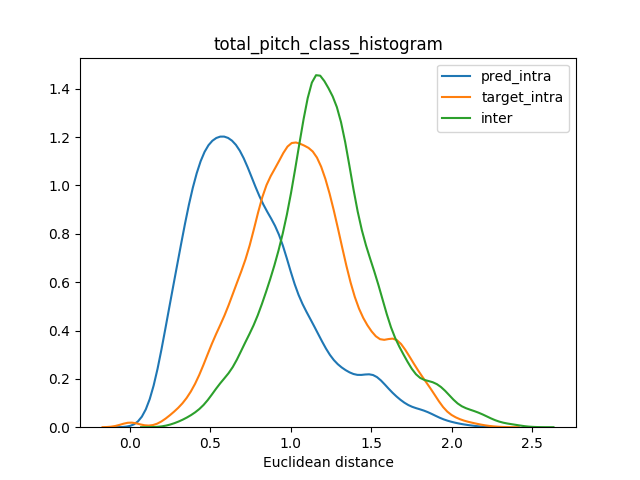 total_pitch_class_histogram
pred_intra
target_intra
inter
1.4
1.2
1.0
0.8
0.6
0.4
0.2
0.0
0.0 0.5 1.0 1.5 2.0 2.5
Euclidean distance